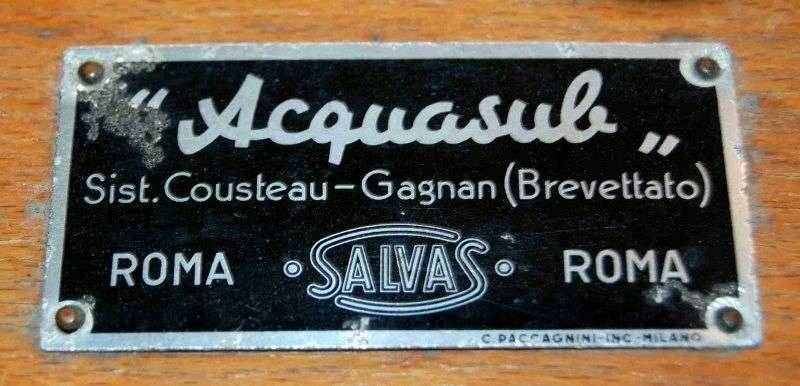 "Acquasub"
Sist. Cousteau-Gagnan (Brevettato)
ROMA · SALVAS · ROMA
C. PACCAGNINI-INC.-MILANO